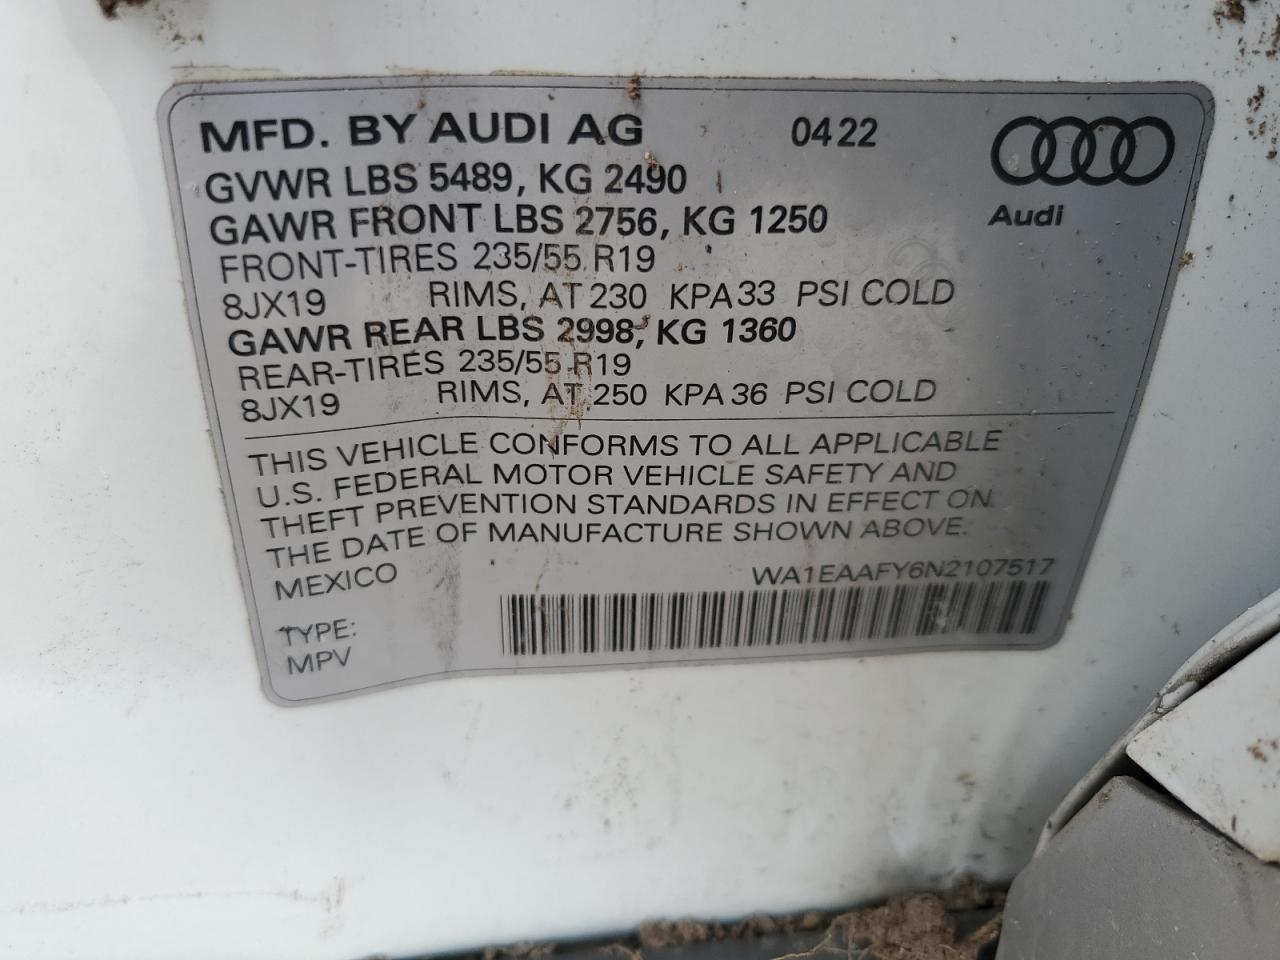 MFD. BY AUDI AG 04 22
GVWR LBS 5489, KG 2490
GAWR FRONT LBS 2756, KG 1250
Audi
FRONT-TIRES 235/55 R19
8JX19 RIMS, AT 230 KPA 33 PSI COLD
GAWR REAR LBS 2998, KG 1360
REAR-TIRES 235/55 R19
8JX19 RIMS, AT 250 KPA 36 PSI COLD
THIS VEHICLE CONFORMS TO ALL APPLICABLE
U.S. FEDERAL MOTOR VEHICLE SAFETY AND
THEFT PREVENTION STANDARDS IN EFFECT ON
THE DATE OF MANUFACTURE SHOWN ABOVE.
MEXICO WA1EAAFY6N2107517
TYPE:
MPV